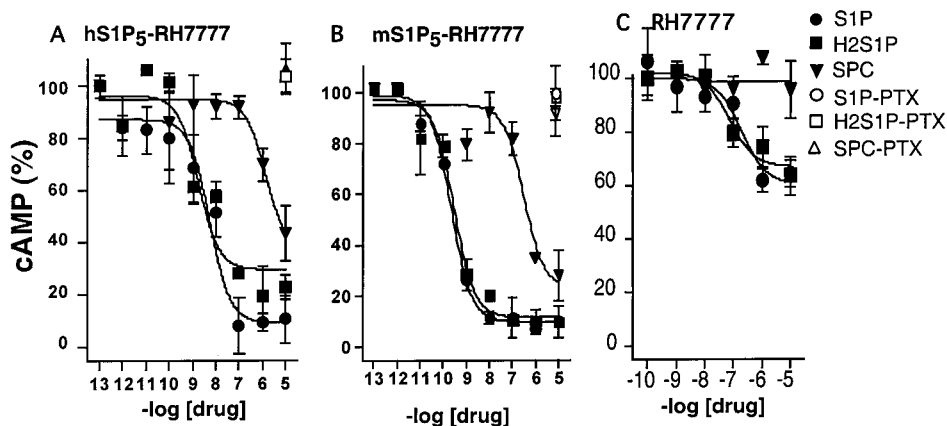 A hS1P5-RH7777
B mS1P5-RH7777
C RH7777
S1P
H2S1P
SPC
S1P-PTX
H2S1P-PTX
SPC-PTX
cAMP (%)
100
80
60
40
20
0
13 12 11 10 9 8 7 6 5
-log [drug]
100
80
60
40
20
0
13 12 11 10 9 8 7 6 5
-log [drug]
100
80
60
40
20
0
-10 -9 -8 -7 -6 -5
-log [drug]